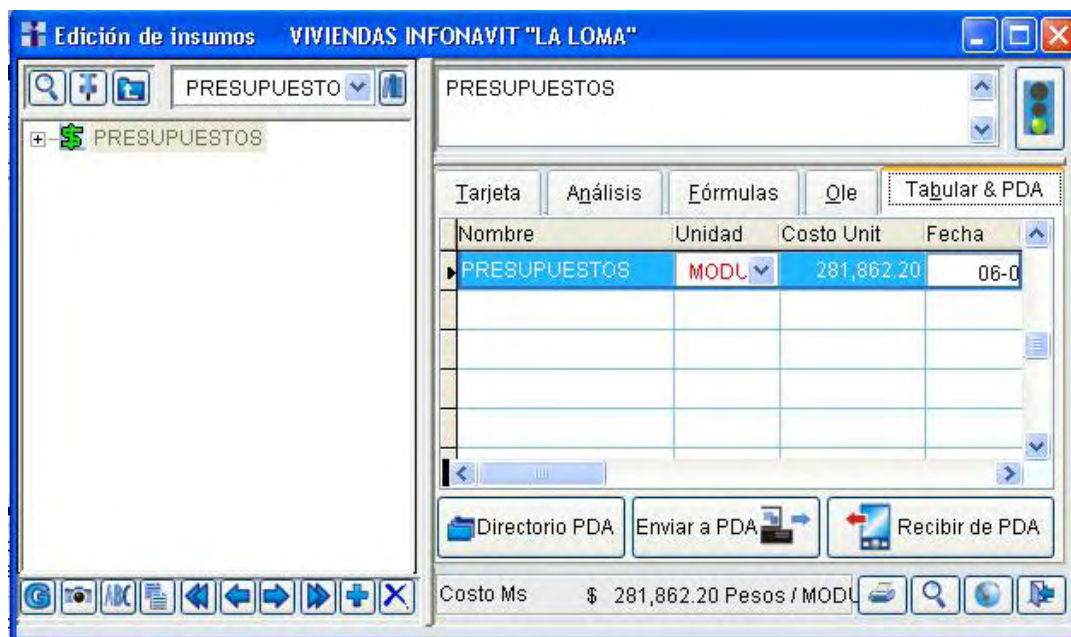 Edición de insumos VIVIENDAS INFONAVIT "LA LOMA"
PRESUPUESTO
PRESUPUESTOS
PRESUPUESTOS
Tarjeta Análisis Fórmulas Ole Tabular & PDA
Nombre Unidad Costo Unit Fecha
PRESUPUESTOS MODU 281,862.20 06-0
Directorio PDA Enviar a PDA Recibir de PDA
G ABC
Costo Ms $ 281,862.20 Pesos / MODU